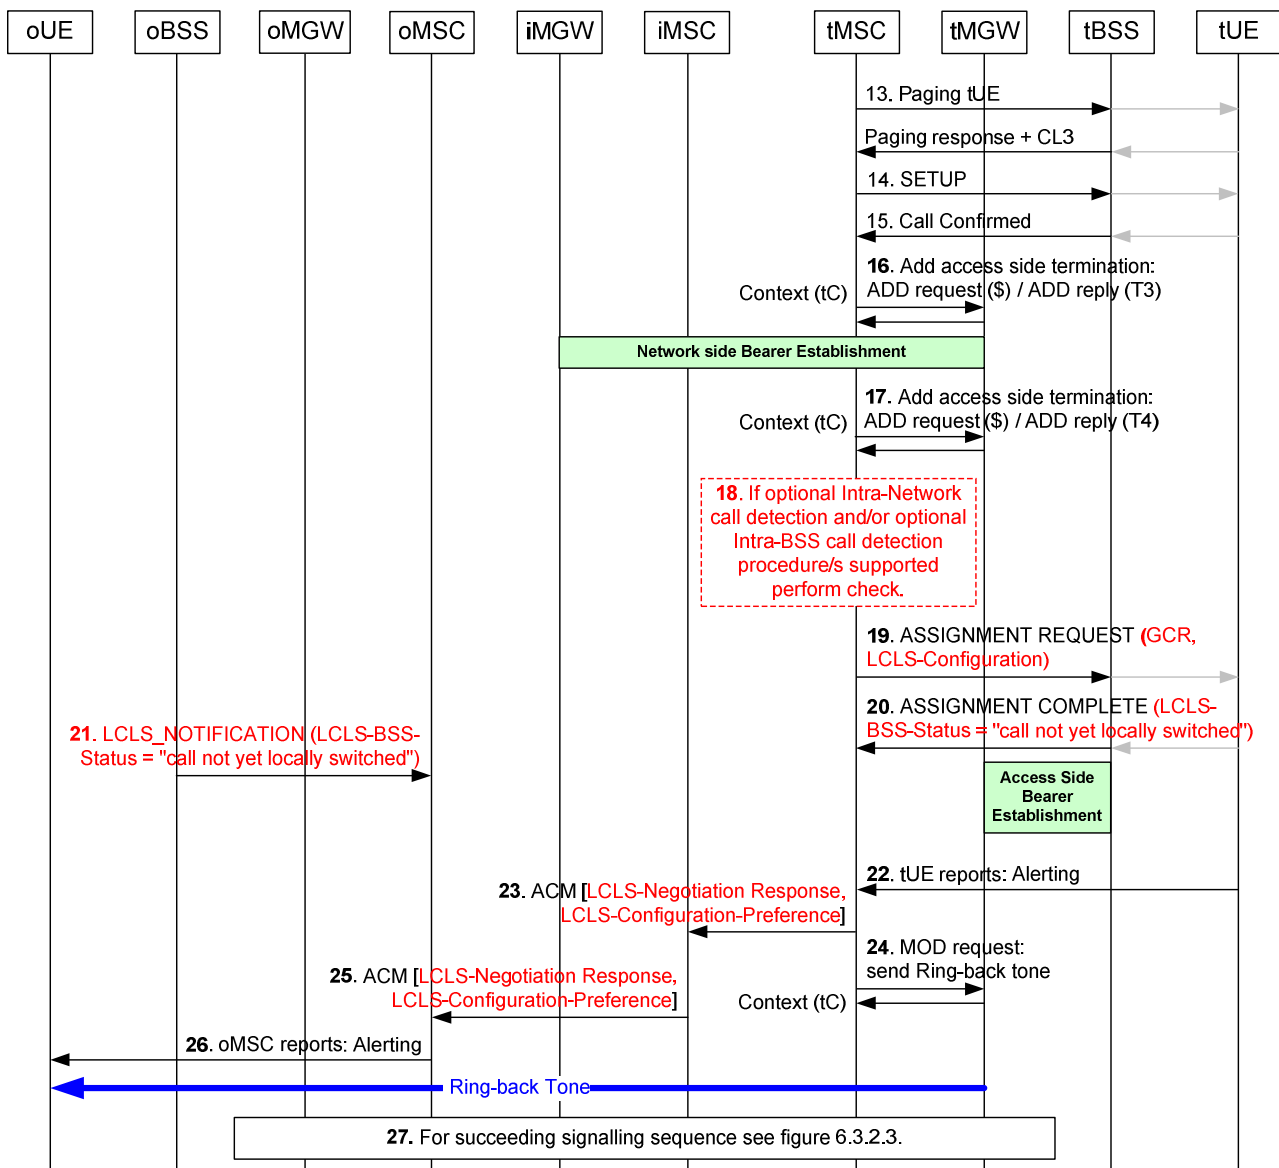 oUE oBSS oMGW oMSC iMGW iMSC tMSC tMGW tBSS tUE
13. Paging tUE
Paging response + CL3
14. SETUP
15. Call Confirmed
16. Add access side termination:
Context (tC) ADD request ($) / ADD reply (T3)
Network side Bearer Establishment
17. Add access side termination:
Context (tC) ADD request ($) / ADD reply (T4)
18. If optional Intra-Network
call detection and/or optional
Intra-BSS call detection
procedure/s supported
perform check.
19. ASSIGNMENT REQUEST (GCR,
LCLS-Configuration)
20. ASSIGNMENT COMPLETE (LCLS-
BSS-Status = "call not yet locally switched")
21. LCLS_NOTIFICATION (LCLS-BSS-
Status = "call not yet locally switched")
Access Side
Bearer
Establishment
22. tUE reports: Alerting
23. ACM [LCLS-Negotiation Response,
LCLS-Configuration-Preference]
24. MOD request:
send Ring-back tone
Context (tC)
25. ACM [LCLS-Negotiation Response,
LCLS-Configuration-Preference]
26. oMSC reports: Alerting
Ring-back Tone
27. For succeeding signalling sequence see figure 6.3.2.3.